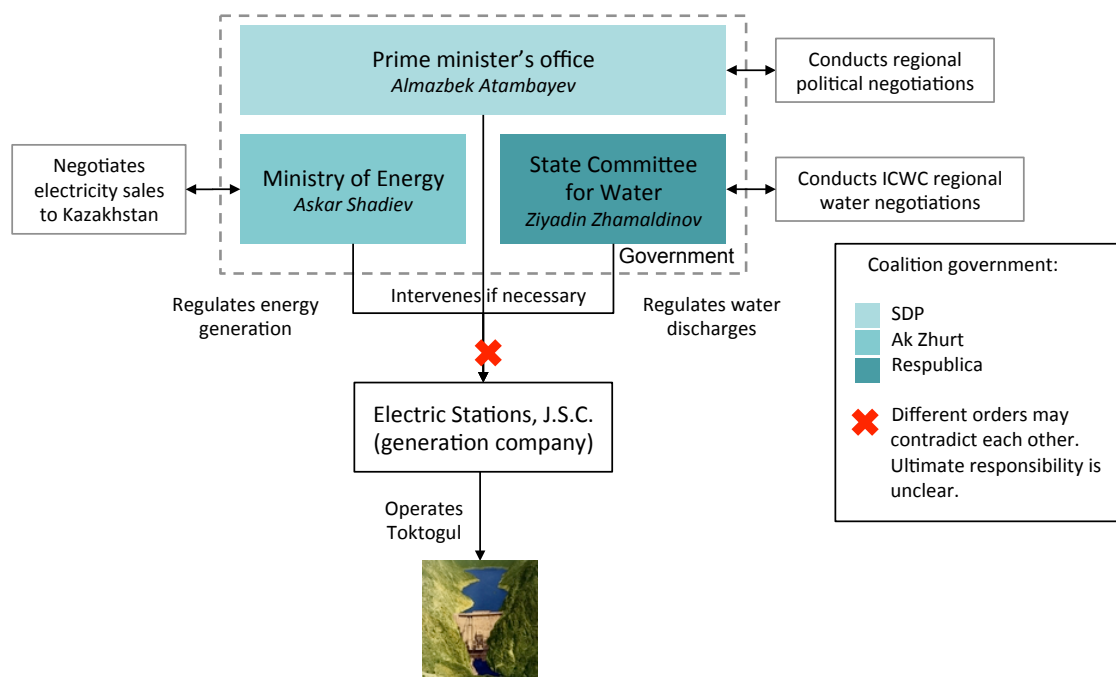 Prime minister's office
Almazbek Atambayev
Conducts regional
political negotiations
Negotiates
electricity sales
to Kazakhstan
Ministry of Energy
Askar Shadiev
State Committee
for Water
Ziyadin Zhamaldinov
Conducts ICWC regional
water negotiations
Government
Regulates energy
generation
Intervenes if necessary
Regulates water
discharges
Coalition government:
SDP
Ak Zhurt
Respublica
Different orders may
contradict each other.
Ultimate responsibility is
unclear.
Electric Stations, J.S.C.
(generation company)
Operates
Toktogul